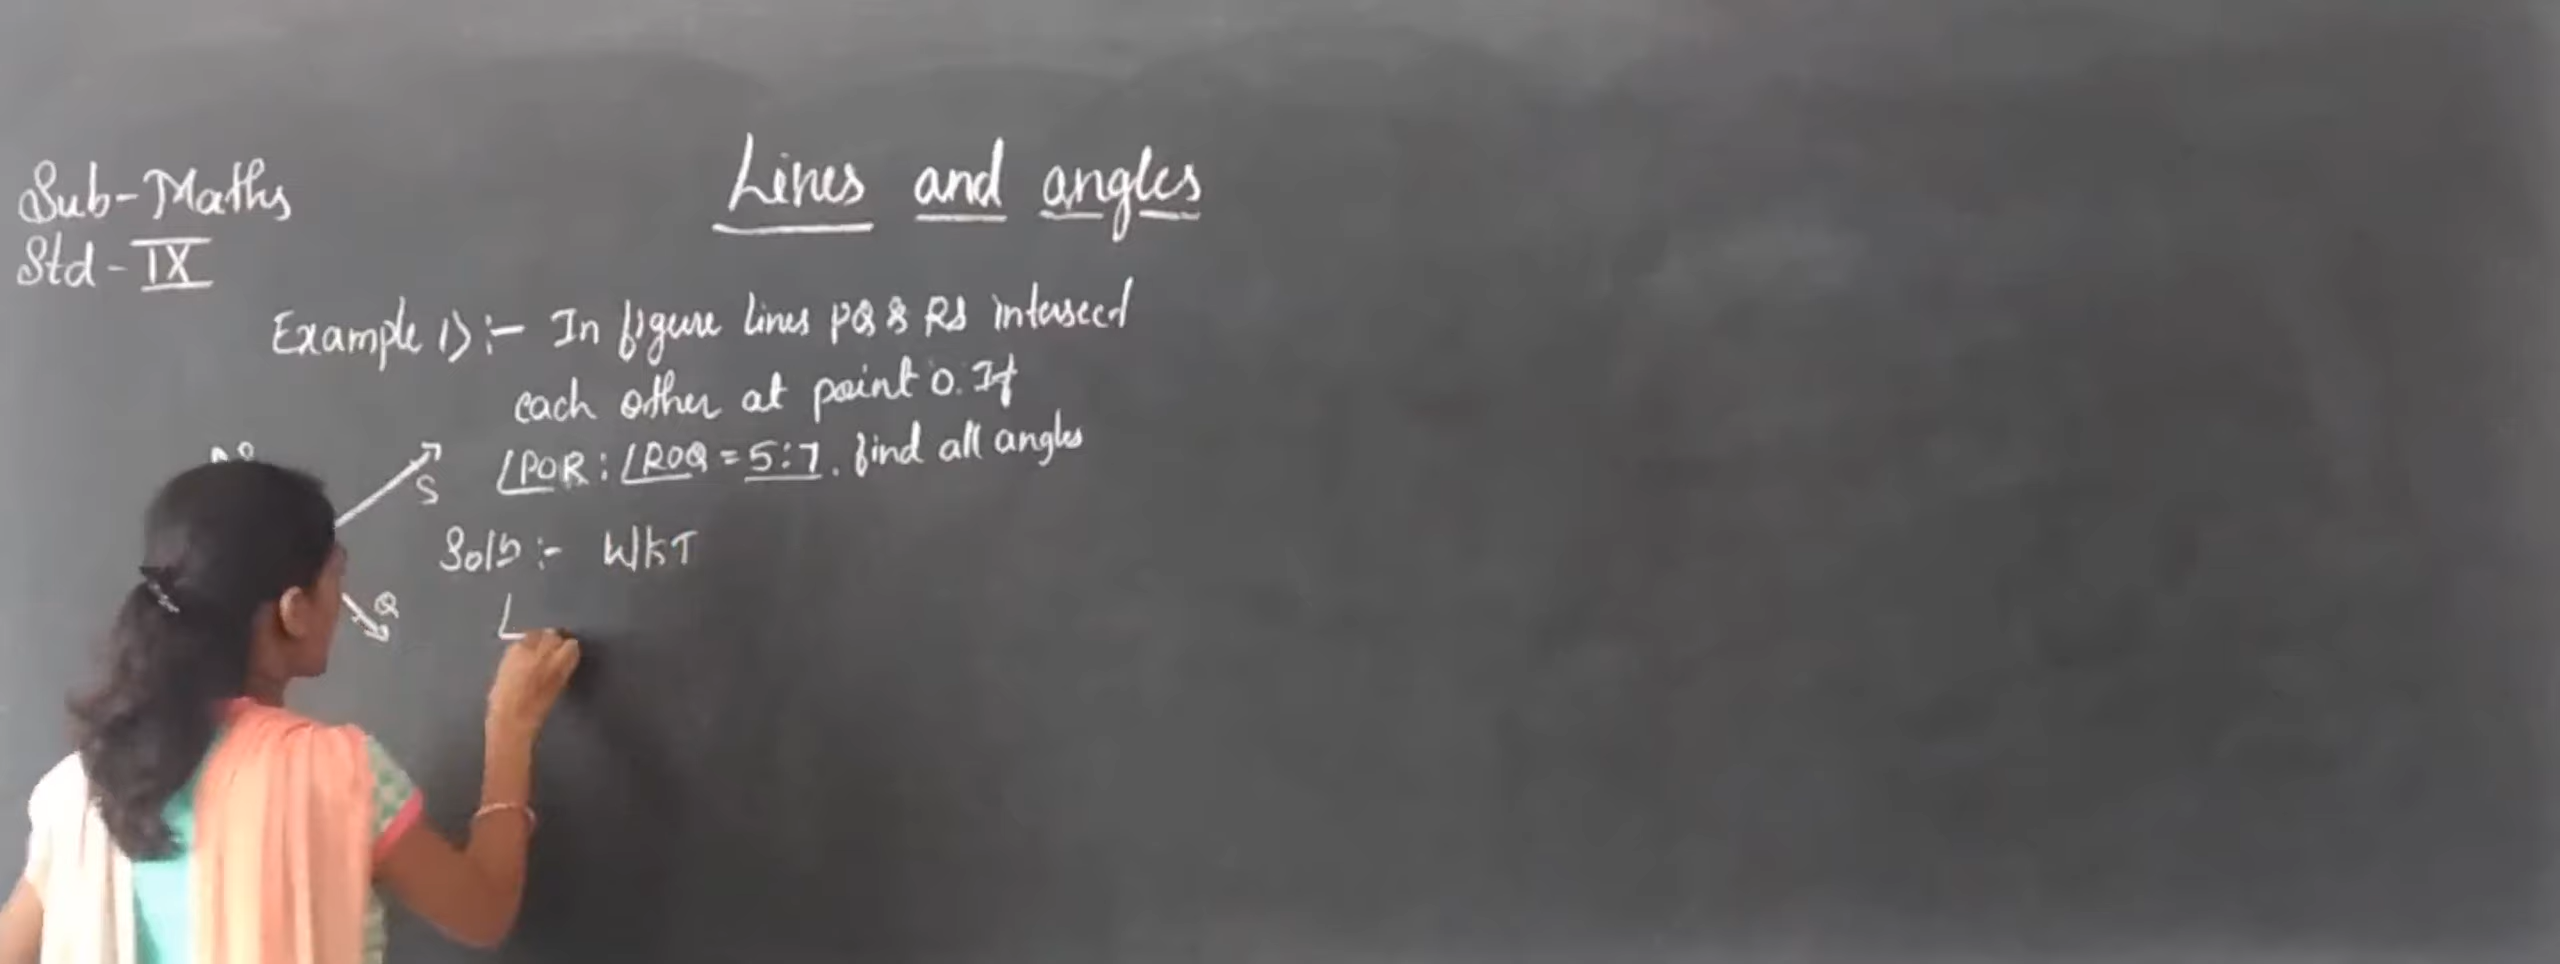 Sub-Maths
Std-IX
Lines and angles
Example 1):- In figure lines PQ & RS intersect
each other at point O. If
∠POR : ∠ROQ = 5:7. find all angles
S
Q
Soln:- WKT
∠